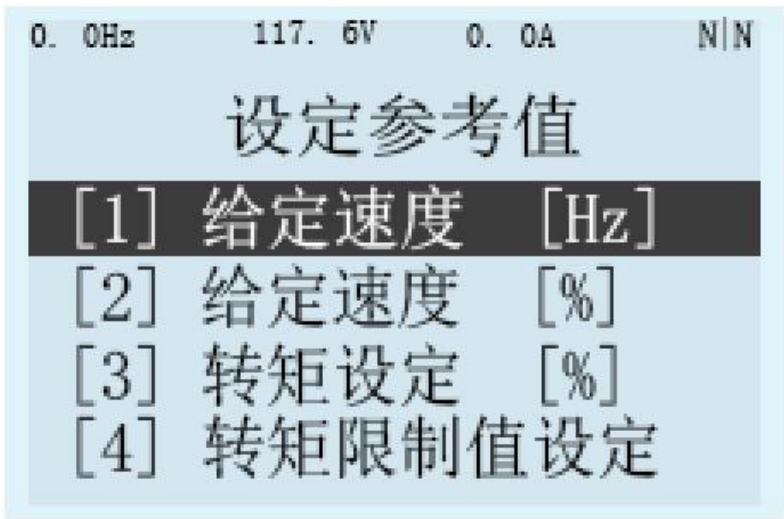 0. 0Hz 117. 6V 0. 0A N|N
设定参考值
[1] 给定速度 [Hz]
[2] 给定速度 [%]
[3] 转矩设定 [%]
[4] 转矩限制值设定